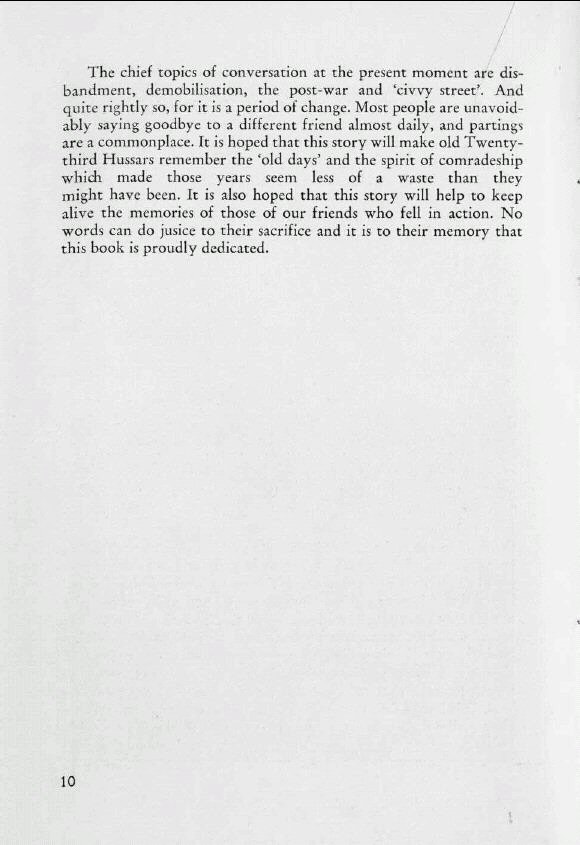 The chief topics of conversation at the present moment are dis-
bandment, demobilisation, the post-war and ‘civvy street’. And
quite rightly so, for it is a period of change. Most people are unavoid-
ably saying goodbye to a different friend almost daily, and partings
are a commonplace. It is hoped that this story will make old Twenty-
third Hussars remember the ‘old days’ and the spirit of comradeship
which made those years seem less of a waste than they
might have been. It is also hoped that this story will help to keep
alive the memories of those of our friends who fell in action. No
words can do jusice to their sacrifice and it is to their memory that
this book is proudly dedicated.
10